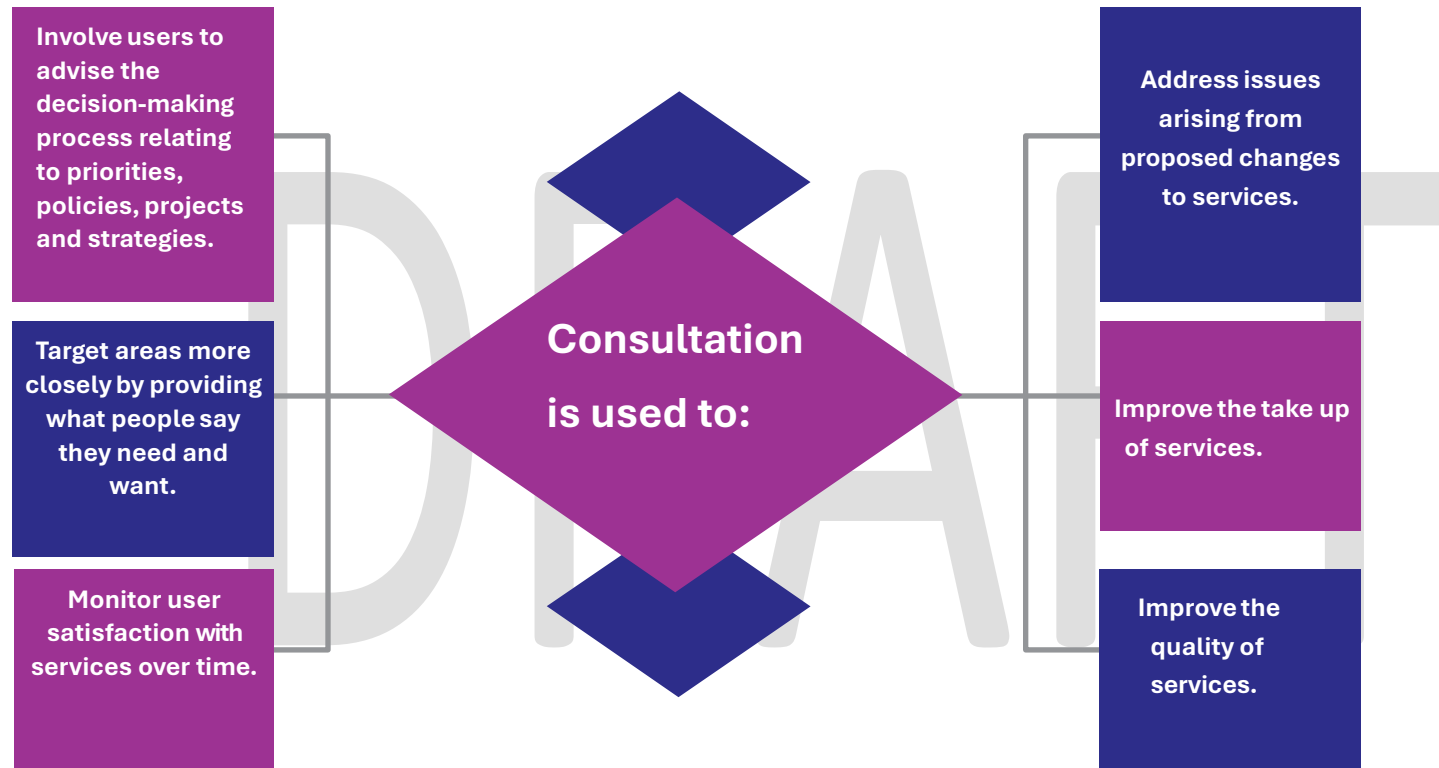 Involve users to
advise the
decision-making
process relating
to priorities,
policies, projects
and strategies.
Target areas more
closely by providing
what people say
they need and
want.
Monitor user
satisfaction with
services over time.
Consultation
is used to:
Address issues
arising from
proposed changes
to services.
Improve the take up
of services.
Improve the
quality of
services.
DRAFT